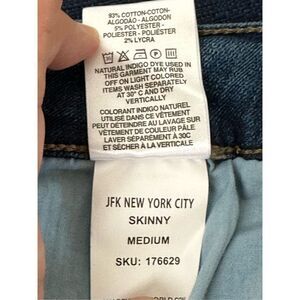 93% COTTON-COTON-
ALGODAO - ALGODON
5% POLYESTER-
POLIESTER - POLIÉSTER
2% LYCRA
NATURAL INDIGO DYE USED IN
THIS GARMENT MAY RUB
OFF ON LIGHT COLORED
ITEMS WASH SEPARATELY
AT 30°C AND DRY
VERTICALLY
COLORANT INDIGO NATUREL
UTILISÉ DANS CE VÊTEMENT
PEUT DÉTEINDRE AU LAVAGE SUR
VÊTEMENT DE COULEUR PÂLE
LAVER SÉPARÉMENT À 30C
ET SÉCHER À LA VERTICALE
JFK NEW YORK CITY
SKINNY
MEDIUM
SKU: 176629